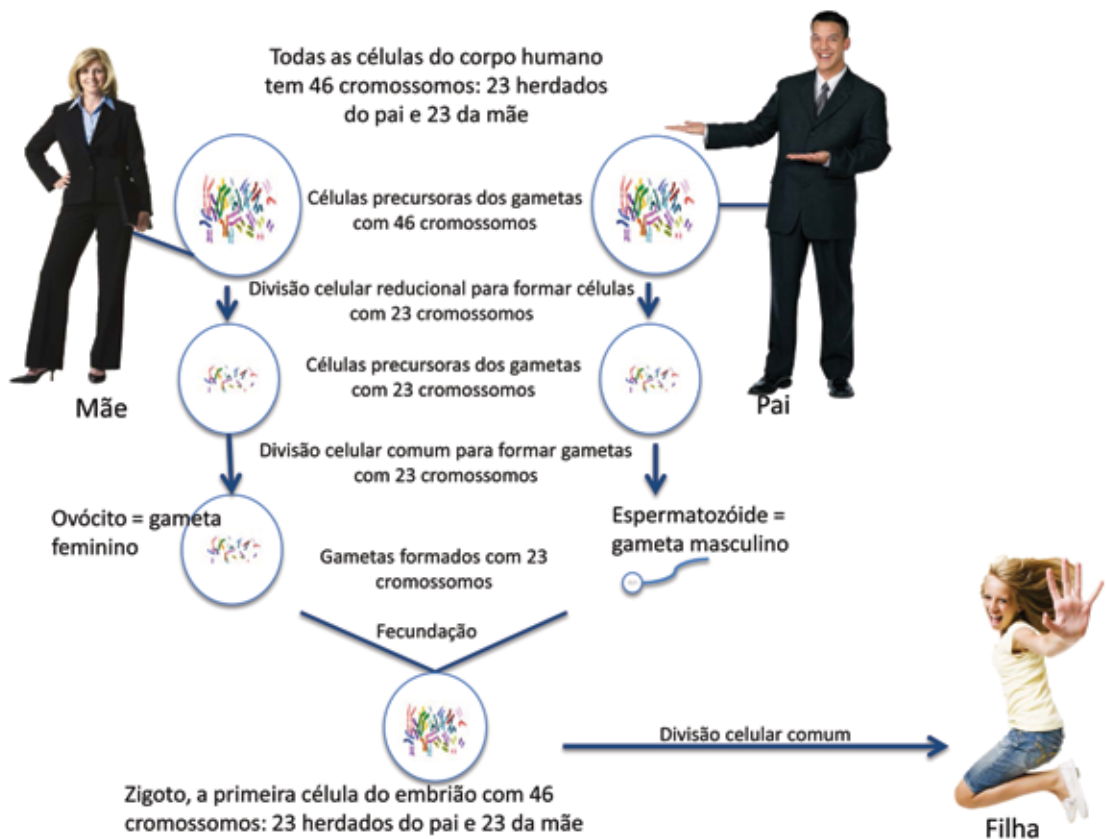 Todas as células do corpo humano
tem 46 cromossomos: 23 herdados
do pai e 23 da mãe
Células precursoras dos gametas
com 46 cromossomos
Divisão celular reducional para formar células
com 23 cromossomos
Células precursoras dos gametas
com 23 cromossomos
Mãe
Pai
Divisão celular comum para formar gametas
com 23 cromossomos
Ovócito = gameta
feminino
Espermatozóide =
gameta masculino
Gametas formados com 23
cromossomos
Fecundação
Divisão celular comum
Zigoto, a primeira célula do embrião com 46
cromossomos: 23 herdados do pai e 23 da mãe
Filha